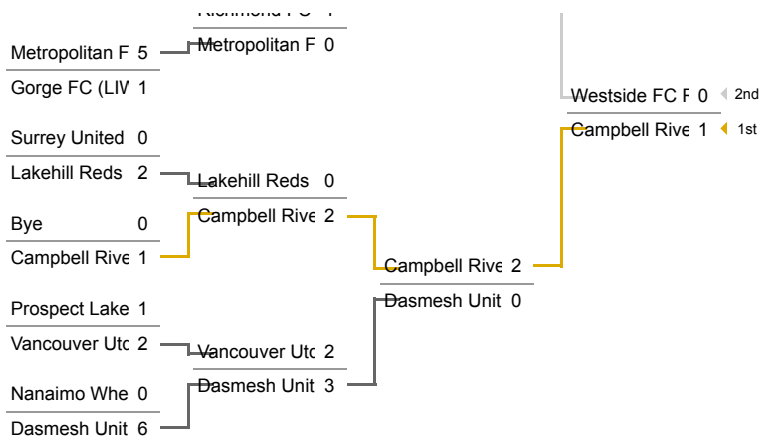 Metropolitan F 5
Gorge FC (LIV 1
Surrey United 0
Lakehill Reds 2
Bye 0
Campbell Rive 1
Prospect Lake 1
Vancouver Utc 2
Nanaimo Whe 0
Dasmesh Unit 6
Richmond FC
Metropolitan F 0
Lakehill Reds 0
Campbell Rive 2
Vancouver Utc 2
Dasmesh Unit 3
Campbell Rive 2
Dasmesh Unit 0
Westside FC F 0 2nd
Campbell Rive 1 1st